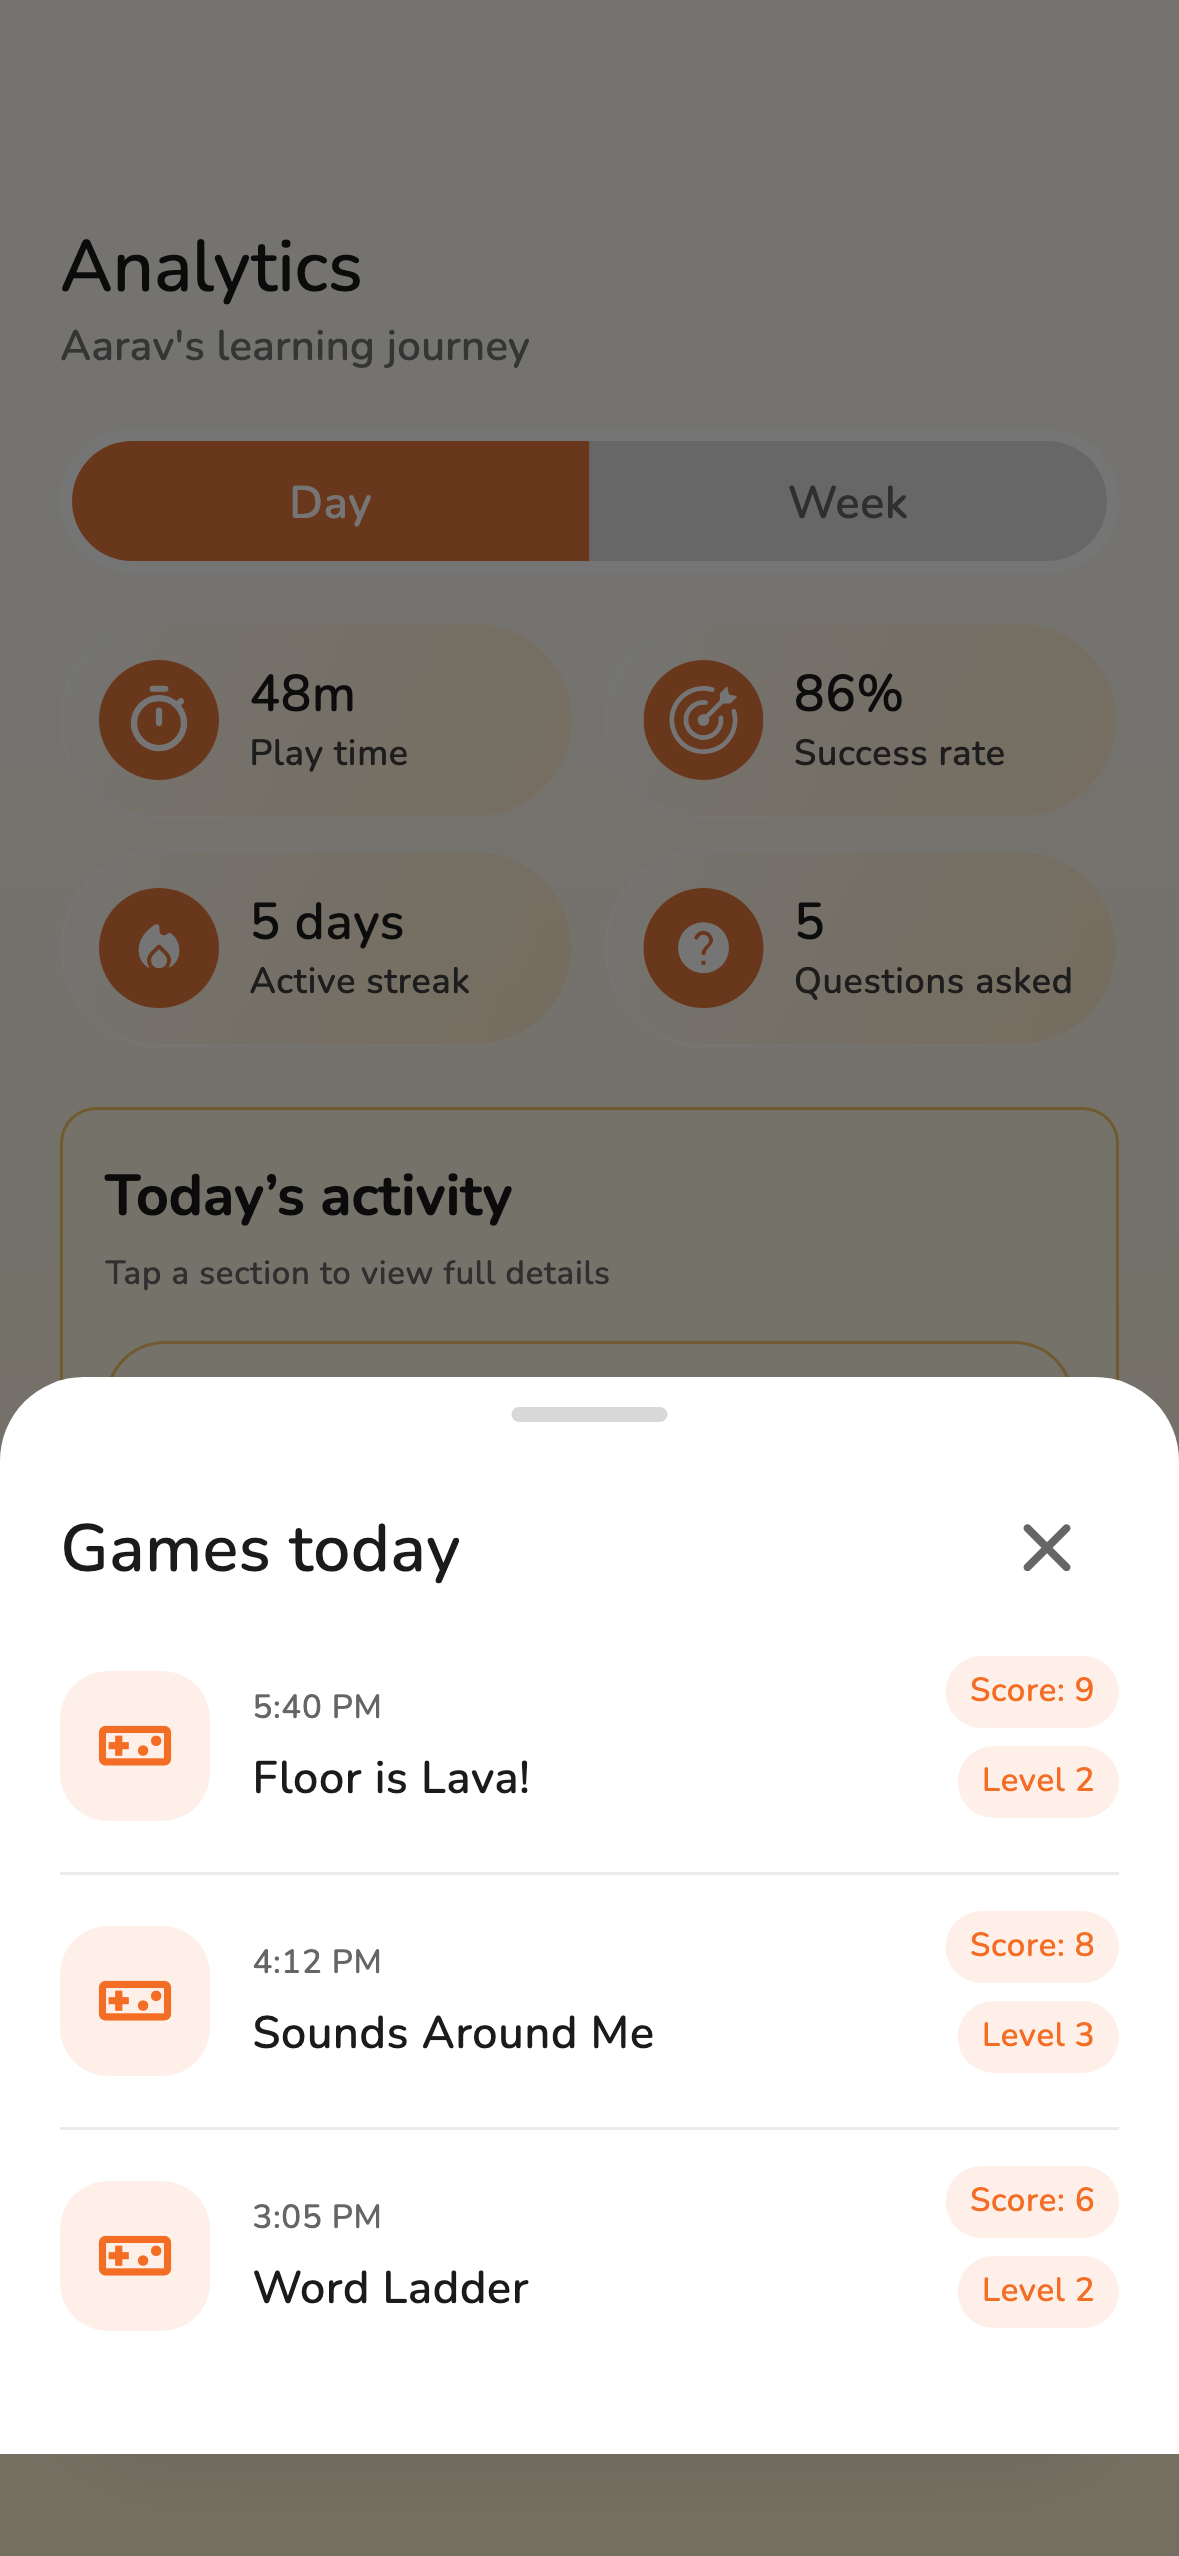 Analytics
Aarav's learning journey
Day
Week
48m
Play time
86%
Success rate
5 days
Active streak
5
Questions asked
Today’s activity
Tap a section to view full details
Games today
5:40 PM
Floor is Lava!
Score: 9
Level 2
4:12 PM
Sounds Around Me
Score: 8
Level 3
3:05 PM
Word Ladder
Score: 6
Level 2